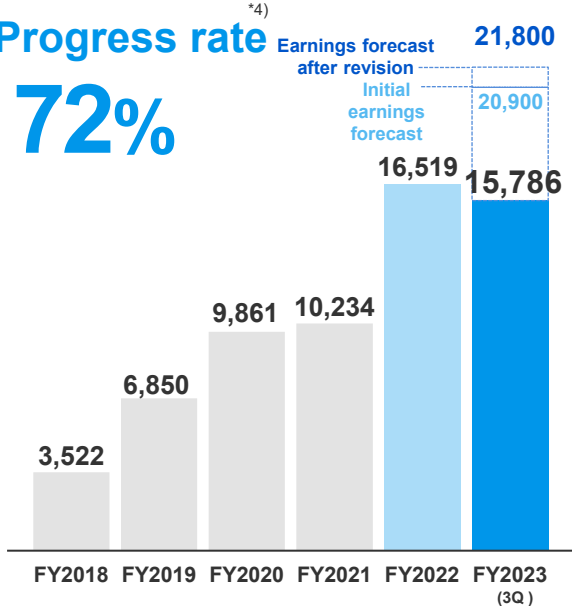 *4)
Progress rate
72%
Earnings forecast
after revision
21,800
Initial
earnings
forecast
20,900
16,519
15,786
9,861
10,234
6,850
3,522
FY2018
FY2019
FY2020
FY2021
FY2022
FY2023
(3Q )